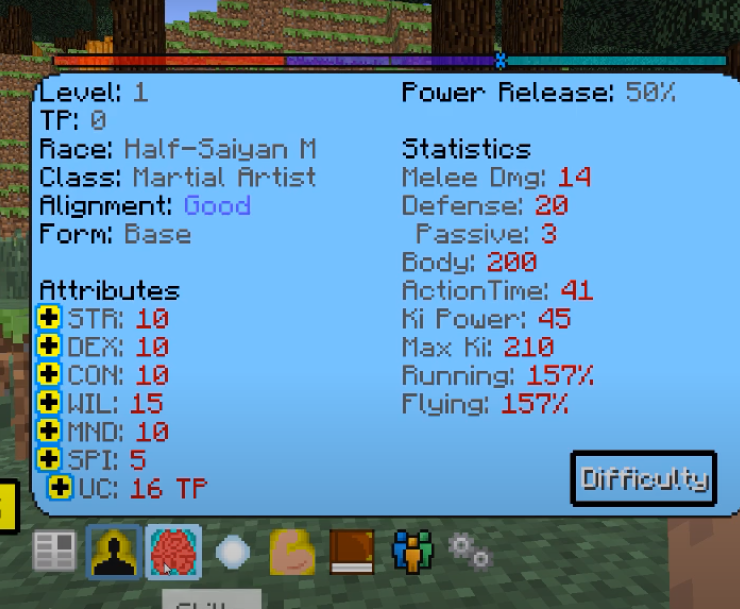 Level: 1
TP: 0
Race: Half-Saiyan M
Class: Martial Artist
Alignment: Good
Form: Base
Attributes
STR: 10
DEX: 10
CON: 10
WIL: 15
MND: 10
SPI: 5
UC: 16 TP
Power Release: 50%
Statistics
Melee Dmg: 14
Defense: 20
Passive: 3
Body: 200
ActionTime: 41
Ki Power: 45
Max Ki: 210
Running: 157%
Flying: 157%
Difficulty